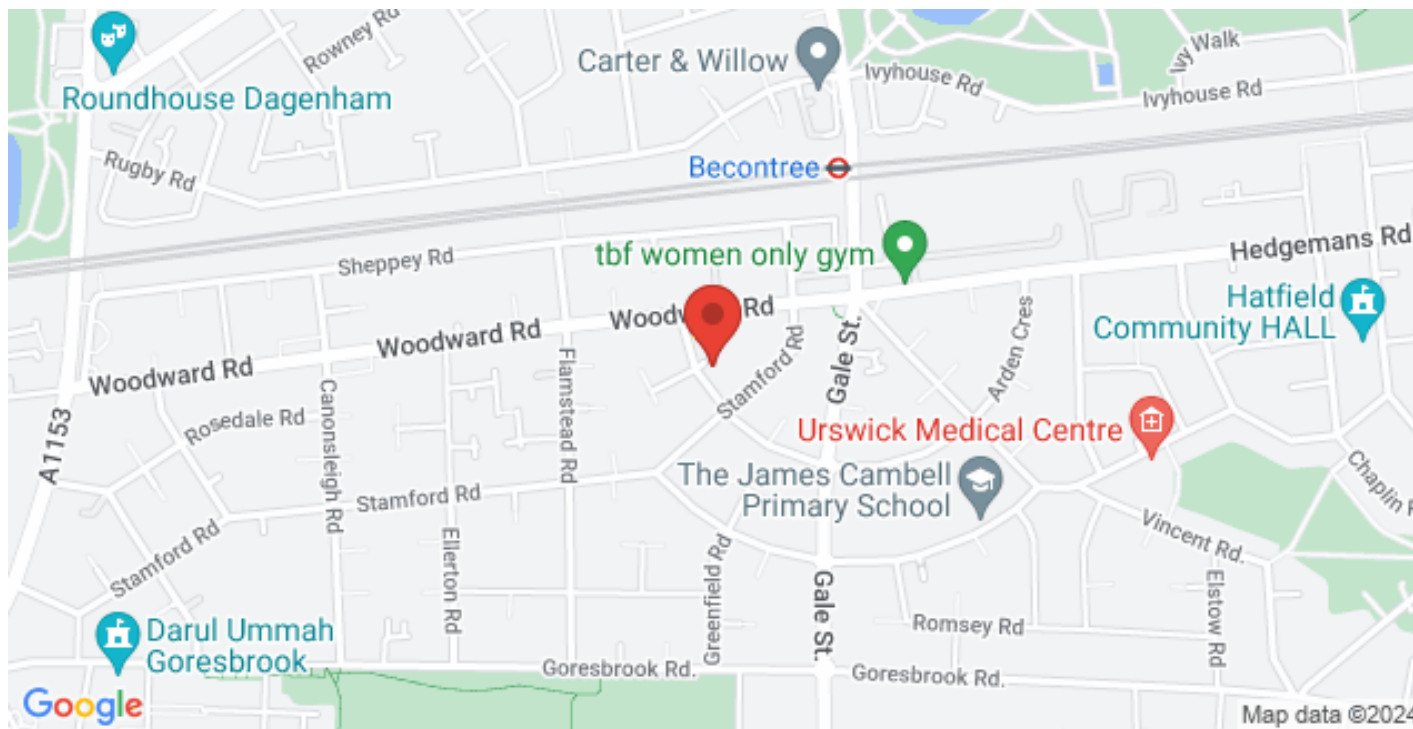 Rowney Rd
Carter & Willow
Ivy Walk
Ivyhouse Rd
Ivyhouse Rd
Roundhouse Dagenham
Rugby Rd
Becontree
Sheppey Rd
tbf women only gym
Hedgemans Rd
Hatfield
Community HALL
Woodward Rd
Woodward Rd
Rd
A1153
Rosedale Rd
Canonsleigh Rd
Flamstead Rd
Stamford Rd
Gale St.
Arden Cres
Urswick Medical Centre
The James Cambell
Primary School
Chaplin
Stamford Rd
Stamford Rd
Ellerton Rd
Greenfield Rd
Gale St.
Vincent Rd.
Elstow Rd
Romsey Rd
Darul Ummah
Goresbrook
Goresbrook Rd.
Goresbrook Rd.
Google
Map data ©2024